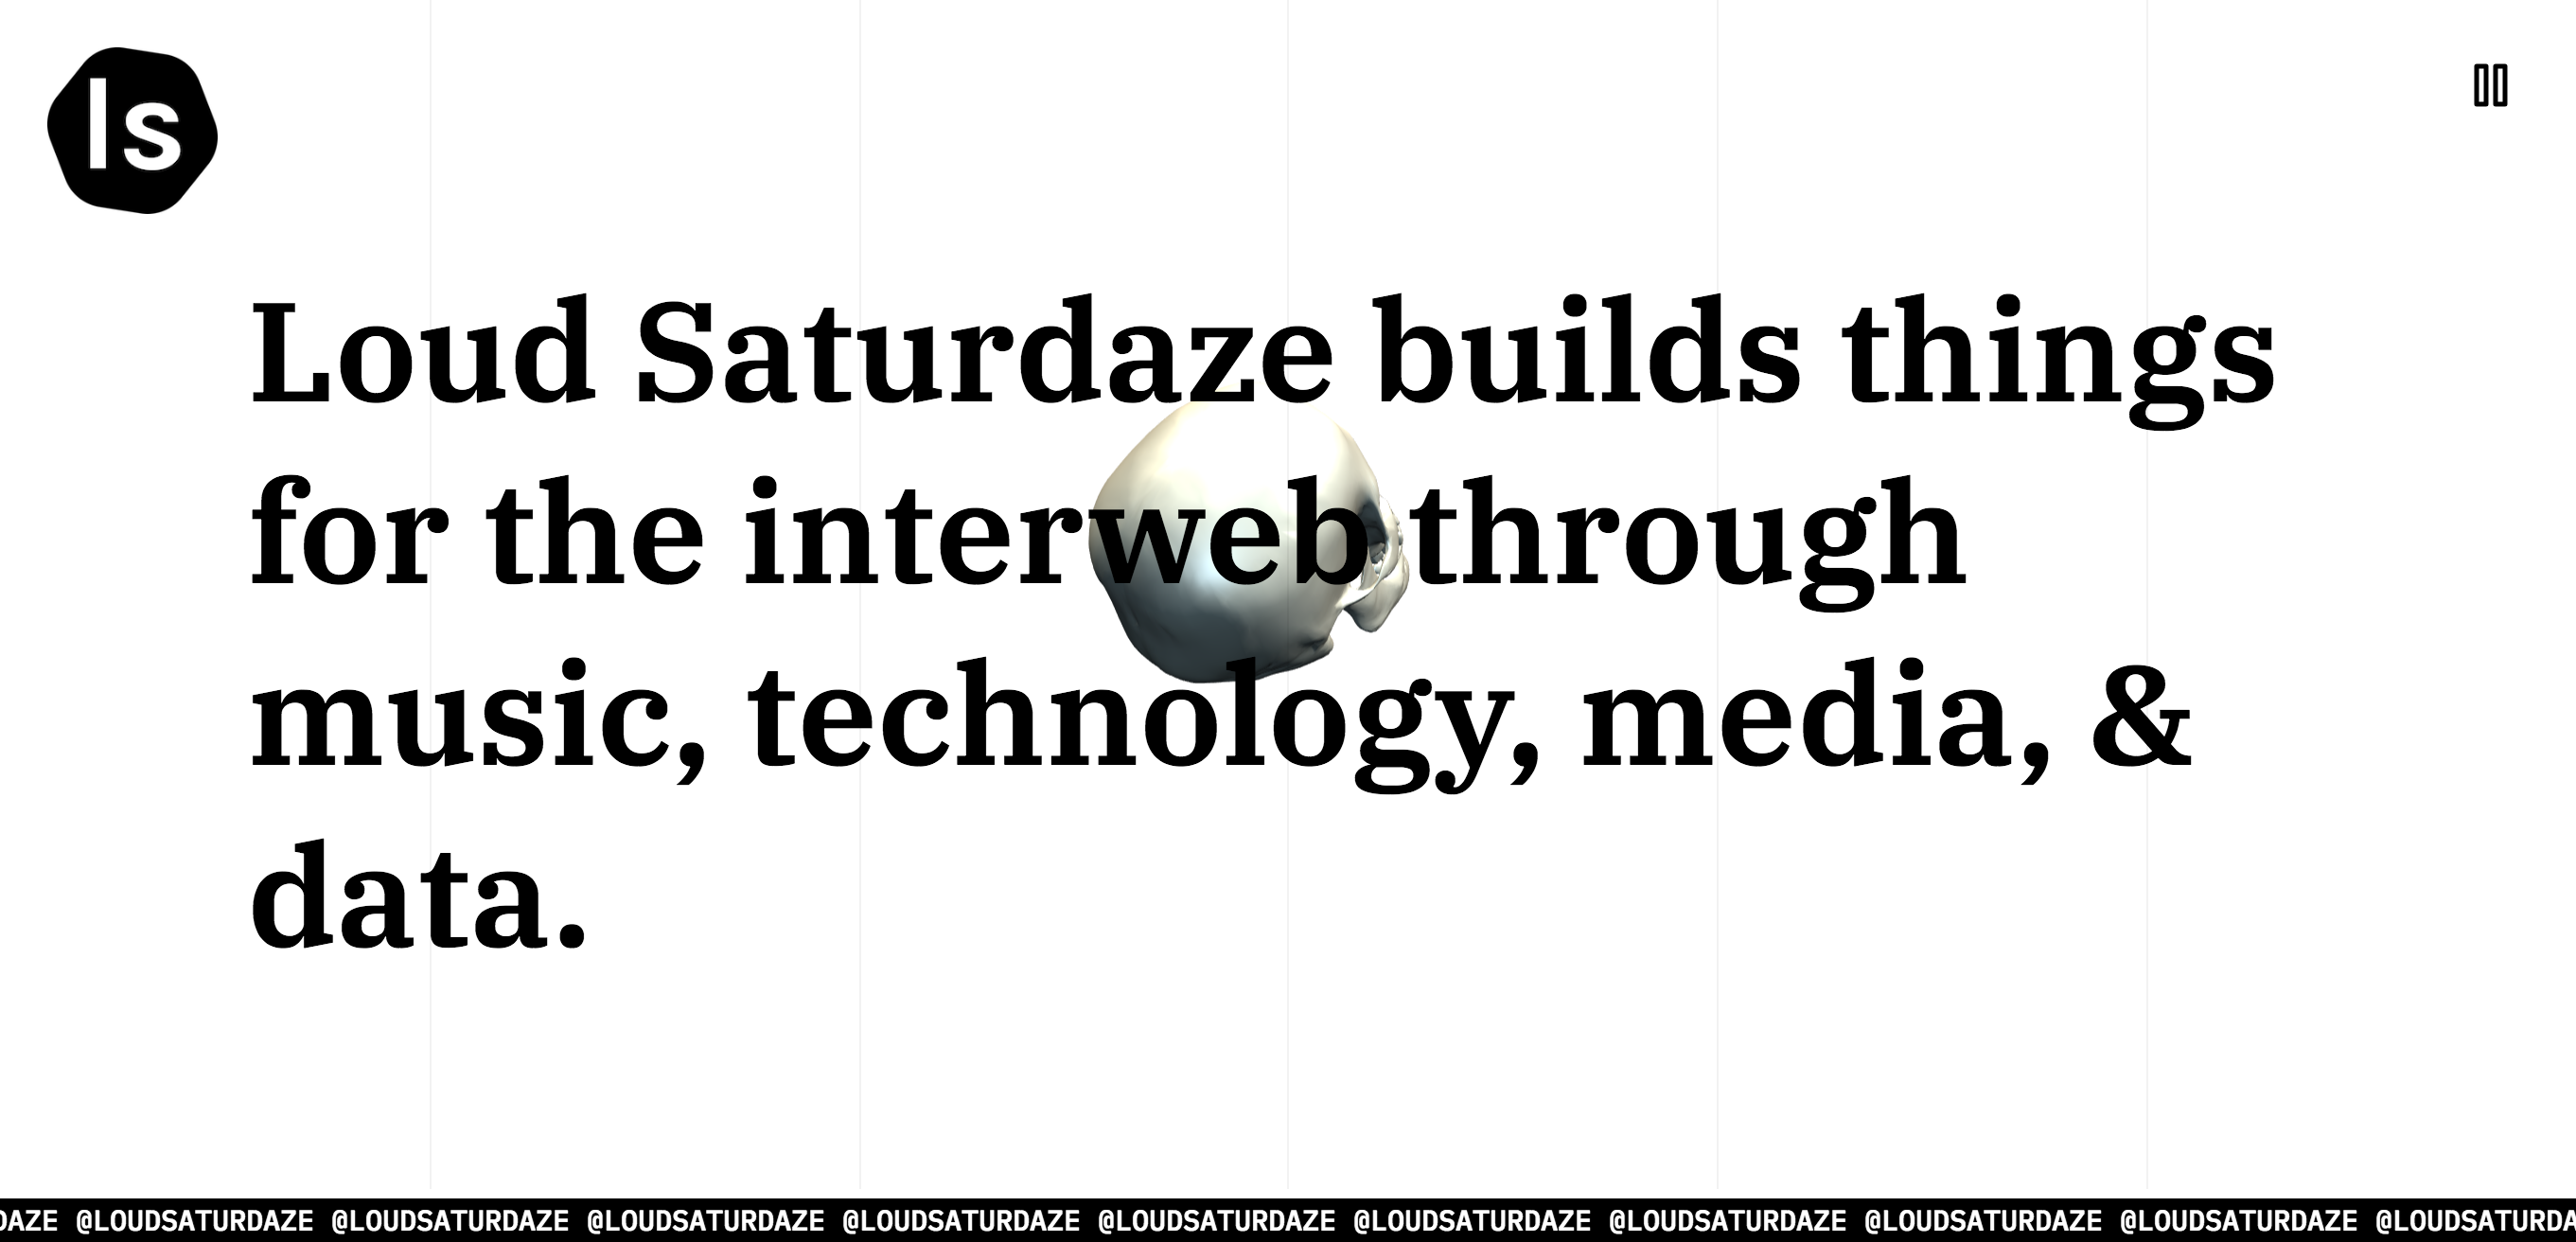 ls
Loud Saturdaze builds things
for the interweb through
music, technology, media, &
data.
DAZE @LOUDSATURDAZE @LOUDSATURDAZE @LOUDSATURDAZE @LOUDSATURDAZE @LOUDSATURDAZE @LOUDSATURDAZE @LOUDSATURDAZE @LOUDSATURDAZE @LOUDSATURDAZE @LOUDSATURDA